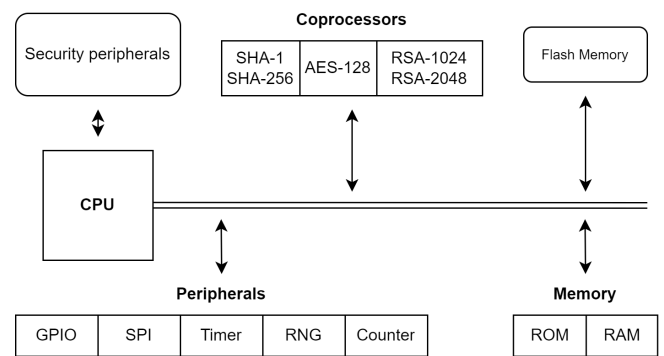 Coprocessors
Security peripherals
SHA-1
SHA-256
AES-128
RSA-1024
RSA-2048
Flash Memory
CPU
Peripherals
Memory
GPIO
SPI
Timer
RNG
Counter
ROM
RAM